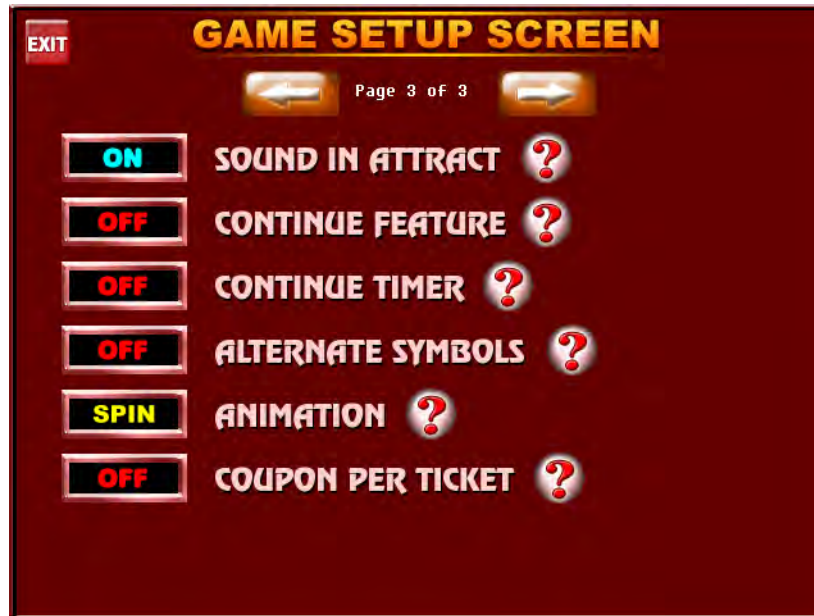 EXIT
GAME SETUP SCREEN
Page 3 of 3
ON SOUND IN ATTRACT ?
OFF CONTINUE FEATURE ?
OFF CONTINUE TIMER ?
OFF ALTERNATE SYMBOLS ?
SPIN ANIMATION ?
OFF COUPON PER TICKET ?